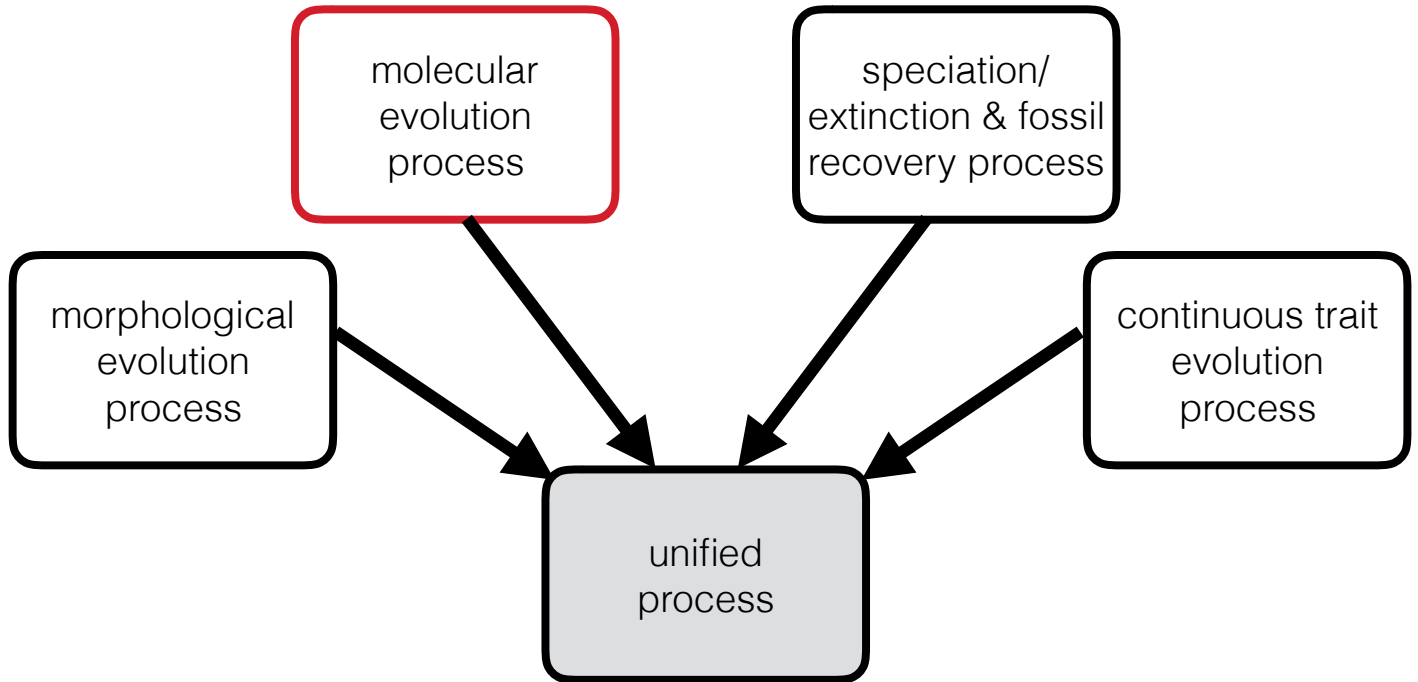 molecular
evolution
process
speciation/
extinction & fossil
recovery process
morphological
evolution
process
continuous trait
evolution
process
unified
process